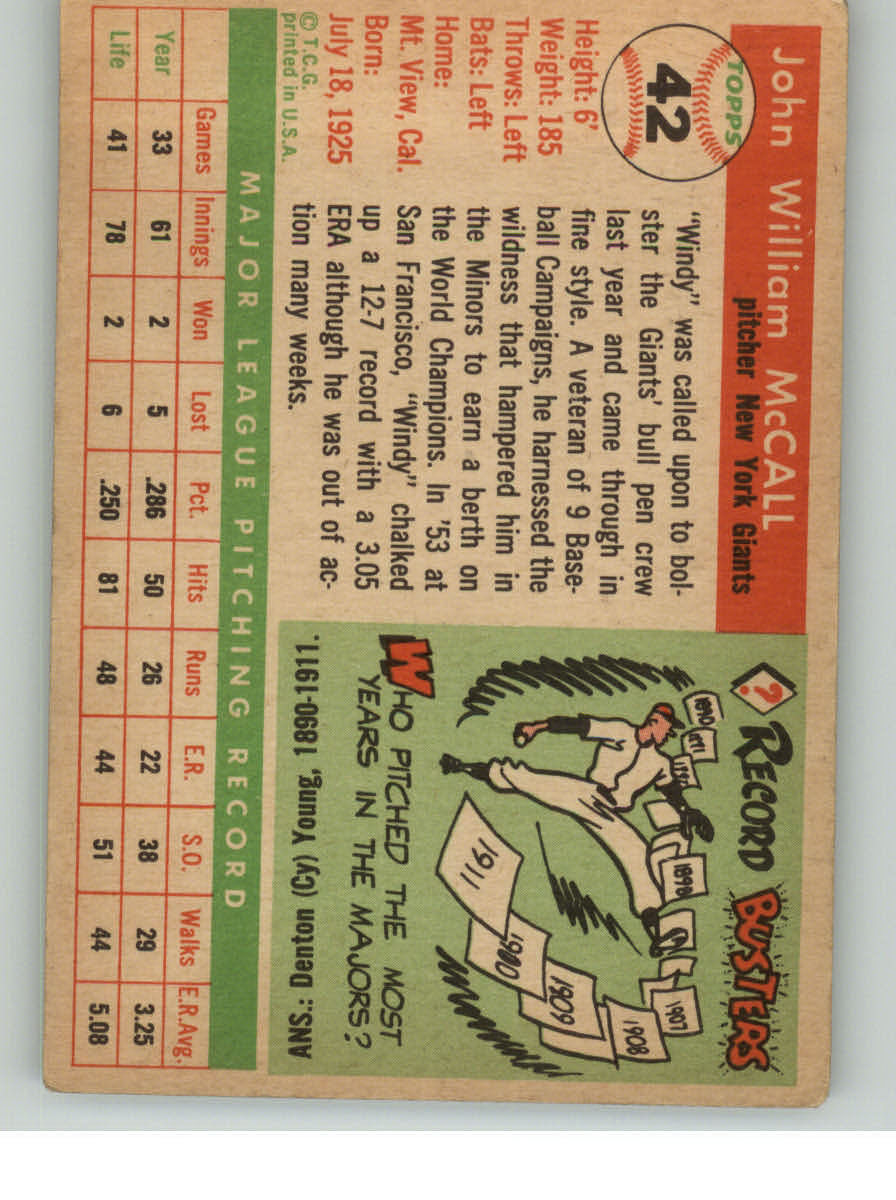 John William McCALL
pitcher New York Giants
TOPPS
42
Height: 6'
Weight: 185
Throws: Left
Bats: Left
Home:
Mt. View, Cal.
Born:
July 18, 1925
© T.C.G.
printed in U.S.A.
"Windy" was called upon to bol-
ster the Giants' bull pen crew
last year and came through in
fine style. A veteran of 9 Base-
ball Campaigns, he harnessed the
wildness that hampered him in
the Minors to earn a berth on
the World Champions. In '53 at
San Francisco, "Windy" chalked
up a 12-7 record with a 3.05
ERA although he was out of ac-
tion many weeks.
? RECORD BUSTERS
1890
1891
1898
1907
1908
1909
1900
1911
WHO PITCHED THE MOST
YEARS IN THE MAJORS?
ANS.: Denton (Cy) Young, 1890-1911.
MAJOR LEAGUE PITCHING RECORD
Games Innings Won Lost Pct. Hits Runs E.R. S.O. Walks E.R.Avg.
Year 33 61 2 5 .286 50 26 22 38 29 3.25
Life 41 78 2 6 .250 81 48 44 51 44 5.08